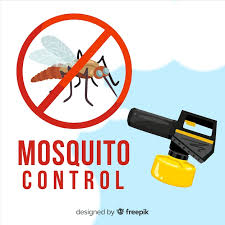 MOSQUITO
CONTROL
designed by freepik